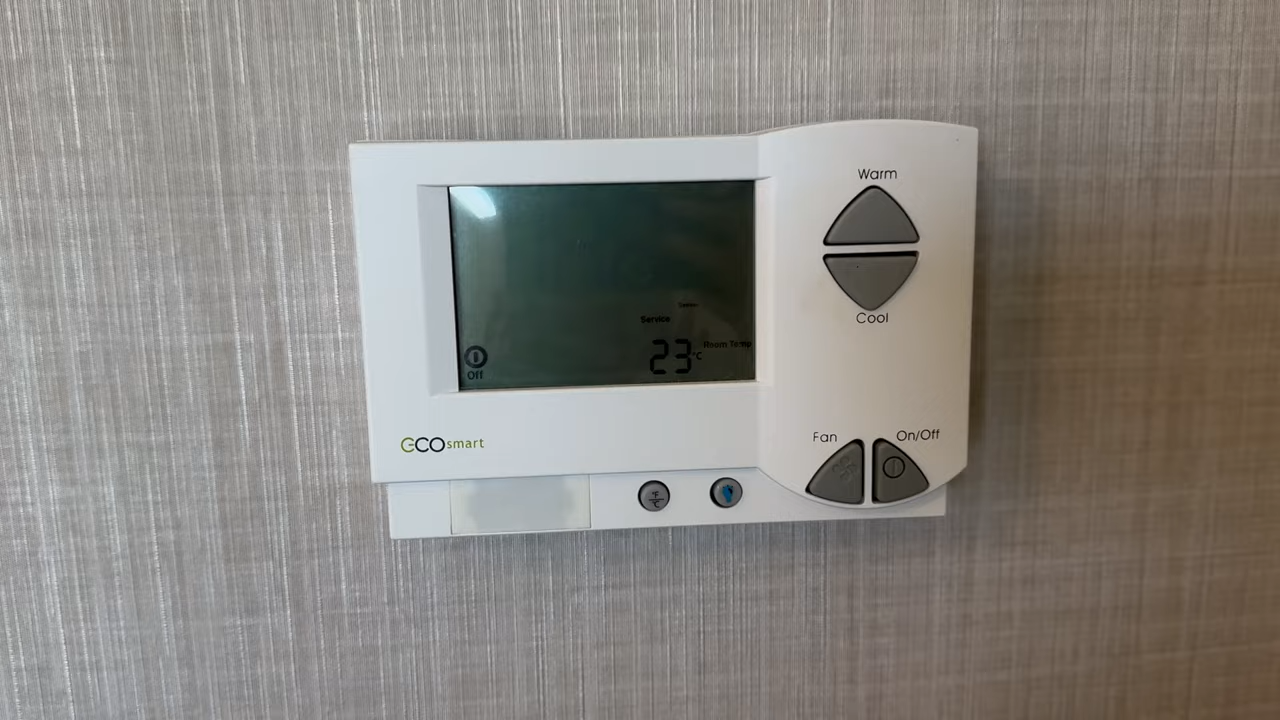 Warm
Service
23°C
Room Temp
Off
Cool
Fan
On/Off
ecosmart
°F
°C